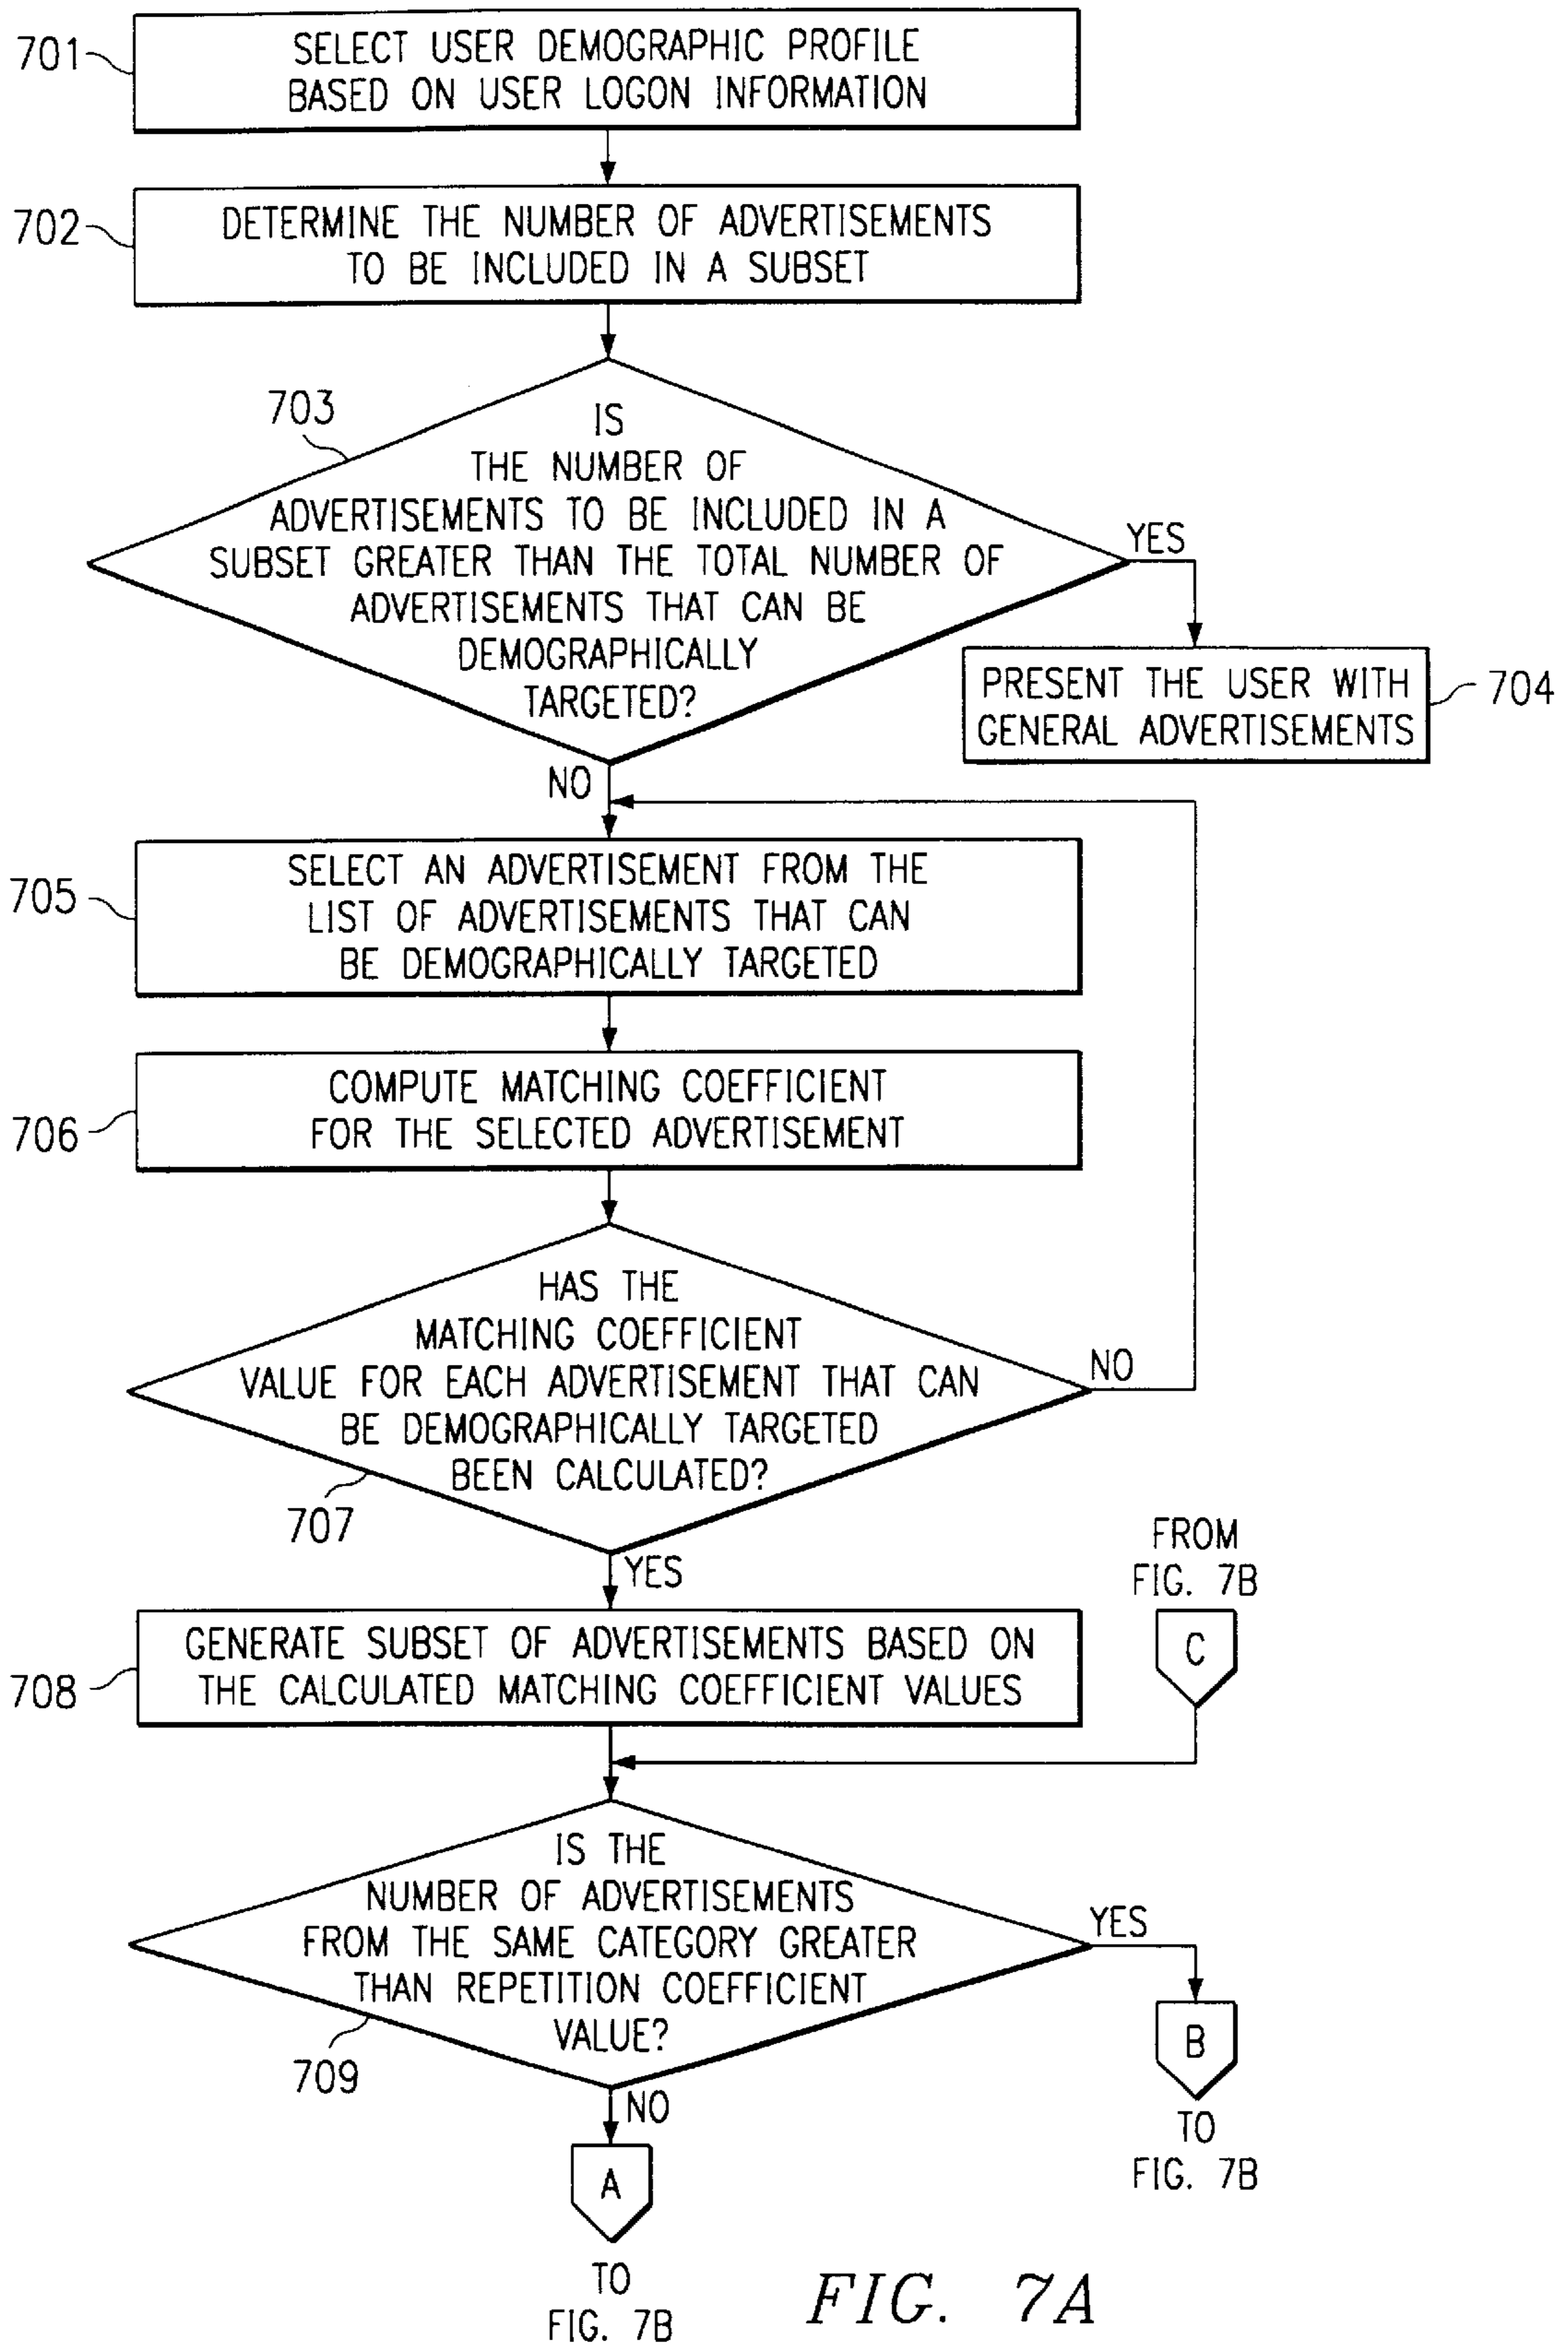 701
SELECT USER DEMOGRAPHIC PROFILE
BASED ON USER LOGON INFORMATION
702
DETERMINE THE NUMBER OF ADVERTISEMENTS
TO BE INCLUDED IN A SUBSET
703
IS
THE NUMBER OF
ADVERTISEMENTS TO BE INCLUDED IN A
SUBSET GREATER THAN THE TOTAL NUMBER OF
ADVERTISEMENTS THAT CAN BE
DEMOGRAPHICALLY
TARGETED?
YES
PRESENT THE USER WITH
GENERAL ADVERTISEMENTS
704
NO
705
SELECT AN ADVERTISEMENT FROM THE
LIST OF ADVERTISEMENTS THAT CAN
BE DEMOGRAPHICALLY TARGETED
706
COMPUTE MATCHING COEFFICIENT
FOR THE SELECTED ADVERTISEMENT
HAS THE
MATCHING COEFFICIENT
VALUE FOR EACH ADVERTISEMENT THAT CAN
BE DEMOGRAPHICALLY TARGETED
BEEN CALCULATED?
NO
707
YES
FROM
FIG. 7B
C
708
GENERATE SUBSET OF ADVERTISEMENTS BASED ON
THE CALCULATED MATCHING COEFFICIENT VALUES
IS THE
NUMBER OF ADVERTISEMENTS
FROM THE SAME CATEGORY GREATER
THAN REPETITION COEFFICIENT
VALUE?
YES
709
B
TO
FIG. 7B
NO
A
TO
FIG. 7B
FIG. 7A